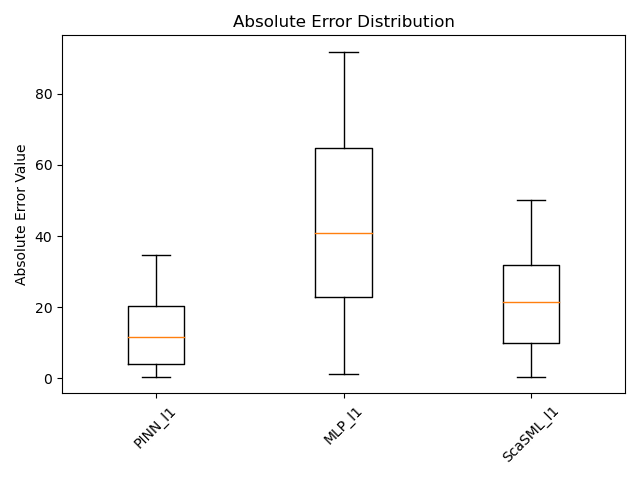 Absolute Error Distribution
Absolute Error Value
80
60
40
20
0
PINN_l1
MLP_l1
ScaSML_l1